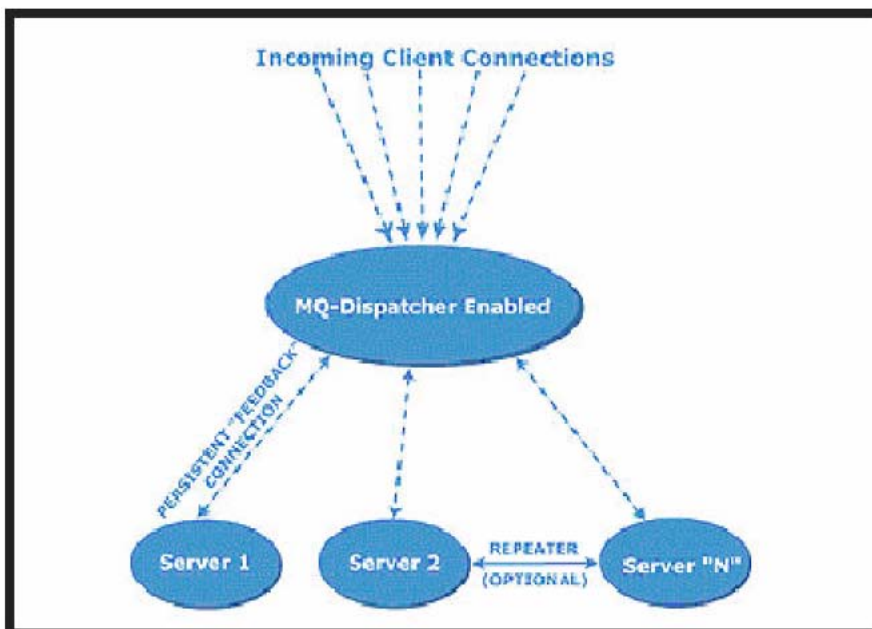 Incoming Client Connections
MQ-Dispatcher Enabled
PERSISTENT "FEEDBACK"
CONNECTION
Server 1
Server 2
REPEATER
(OPTIONAL)
Server "N"